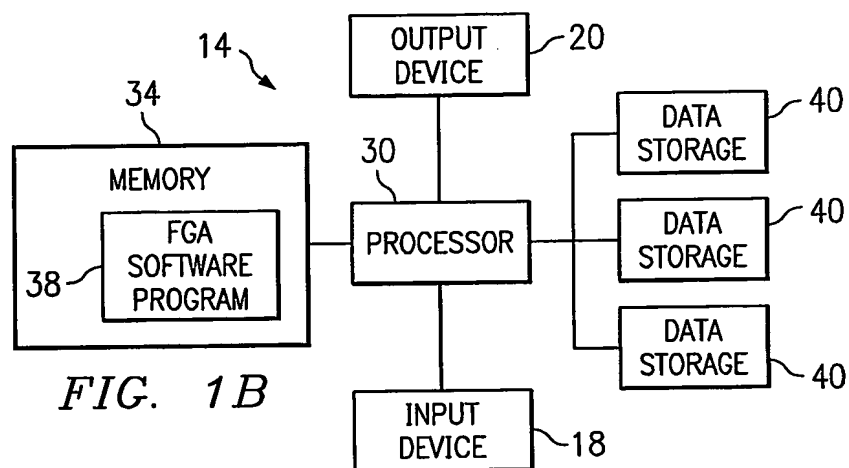 14
OUTPUT
DEVICE
20
34
MEMORY
FGA
SOFTWARE
PROGRAM
38
30
PROCESSOR
DATA
STORAGE
40
DATA
STORAGE
40
DATA
STORAGE
40
INPUT
DEVICE
18
FIG. 1B